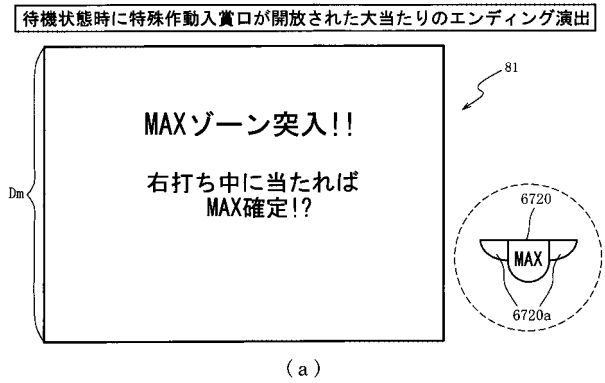 待機状態時に特殊作動入賞口が開放された大当たりのエンディング演出
81
MAXゾーン突入!!
右打ち中に当たれば
MAX確定!?
Dm
6720
MAX
6720a
(a)